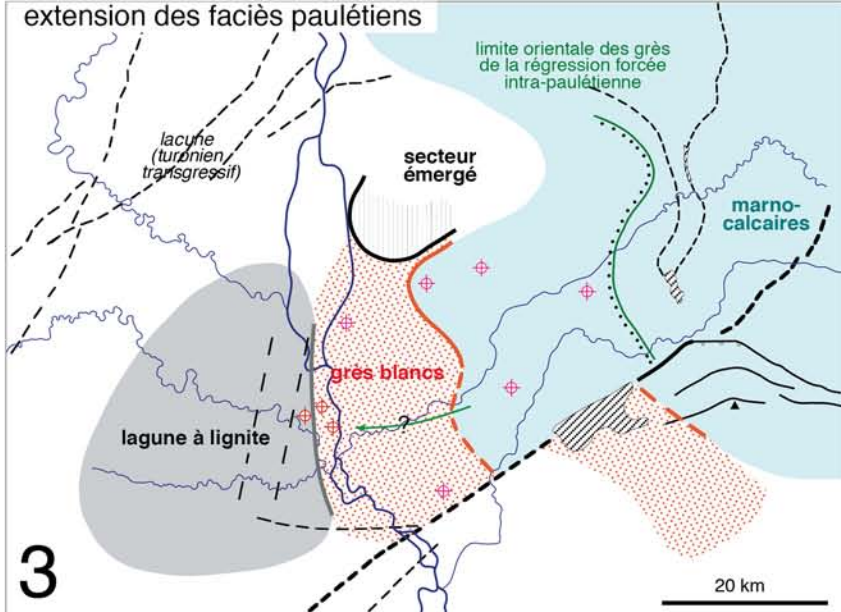 extension des faciès paulétiens
limite orientale des grès
de la régression forcée
intra-paulétienne
lacune
(turonien
transgressif)
secteur
émergé
marno-
calcaires
grès blancs
?
lagune à lignite
3
20 km